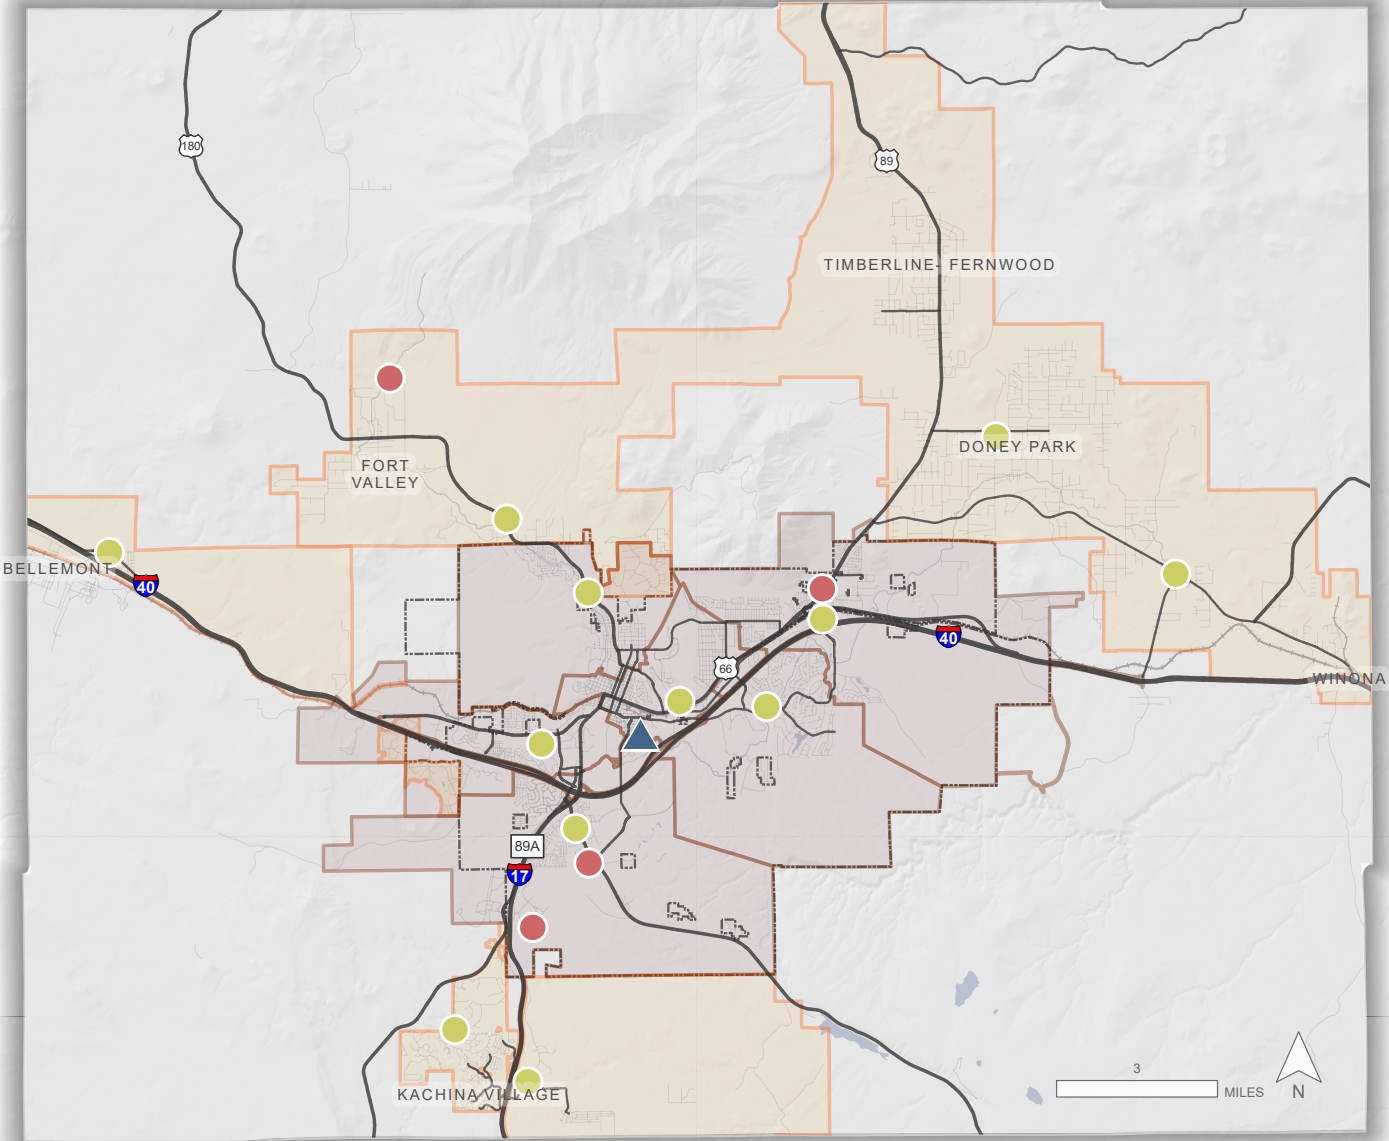 180
89
TIMBERLINE- FERNWOOD
DONEY PARK
FORT
VALLEY
BELLEMONT
40
40
66
WINONA
89A
17
KACHINA VILLAGE
3
MILES
N